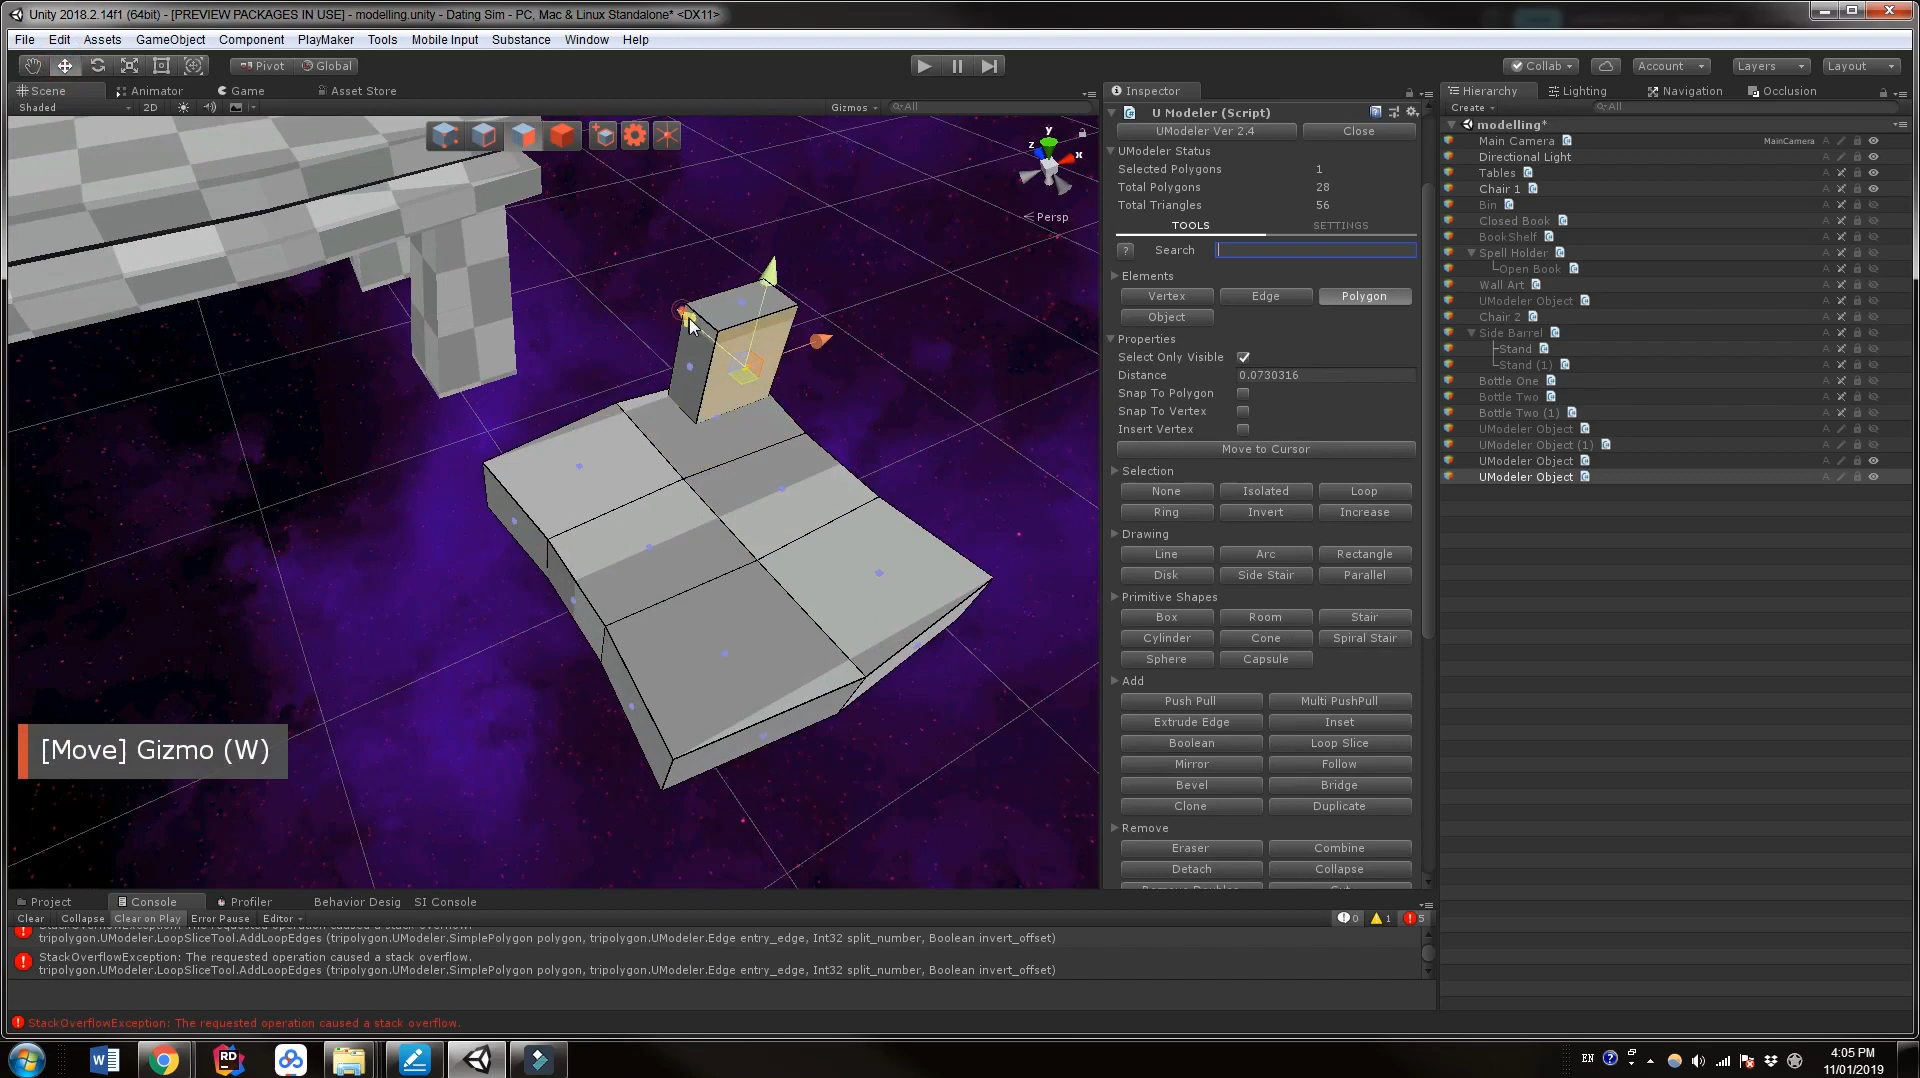 Unity 2018.2.14f1 (64bit) - [PREVIEW PACKAGES IN USE] - modelling.unity - Dating Sim - PC, Mac & Linux Standalone* <DX11>
File Edit Assets GameObject Component PlayMaker Tools Mobile Input Substance Window Help
Pivot Global Collab Account Layers Layout
Scene Animator Game Asset Store
Shaded 2D Gizmos All
y
z x
Persp
[Move] Gizmo (W)
Inspector
U Modeler (Script)
UModeler Ver 2.4 Close
UModeler Status
Selected Polygons 1
Total Polygons 28
Total Triangles 56
TOOLS SETTINGS
? Search
Elements
Vertex Edge Polygon
Object
Properties
Select Only Visible
Distance 0.0730316
Snap To Polygon
Snap To Vertex
Insert Vertex
Move to Cursor
Selection
None Isolated Loop
Ring Invert Increase
Drawing
Line Arc Rectangle
Disk Side Stair Parallel
Primitive Shapes
Box Room Stair
Cylinder Cone Spiral Stair
Sphere Capsule
Add
Push Pull Multi PushPull
Extrude Edge Inset
Boolean Loop Slice
Mirror Follow
Bevel Bridge
Clone Duplicate
Remove
Eraser Combine
Detach Collapse
Hierarchy Lighting Navigation Occlusion
Create All
modelling*
Main Camera MainCamera
Directional Light
Tables
Chair 1
Bin
Closed Book
BookShelf
Spell Holder
Open Book
Wall Art
UModeler Object
Chair 2
Side Barrel
Stand
Stand (1)
Bottle One
Bottle Two
Bottle Two (1)
UModeler Object
UModeler Object (1)
UModeler Object
UModeler Object
Project Console Profiler Behavior Desig SI Console
Clear Collapse Clear on Play Error Pause Editor 0 1 5
StackOverflowException: The requested operation caused a stack overflow.
tripolygon.UModeler.LoopSliceTool.AddLoopEdges (tripolygon.UModeler.SimplePolygon polygon, tripolygon.UModeler.Edge entry_edge, Int32 split_number, Boolean invert_offset)
StackOverflowException: The requested operation caused a stack overflow.
tripolygon.UModeler.LoopSliceTool.AddLoopEdges (tripolygon.UModeler.SimplePolygon polygon, tripolygon.UModeler.Edge entry_edge, Int32 split_number, Boolean invert_offset)
StackOverflowException: The requested operation caused a stack overflow.
RD
EN
4:05 PM
11/01/2019